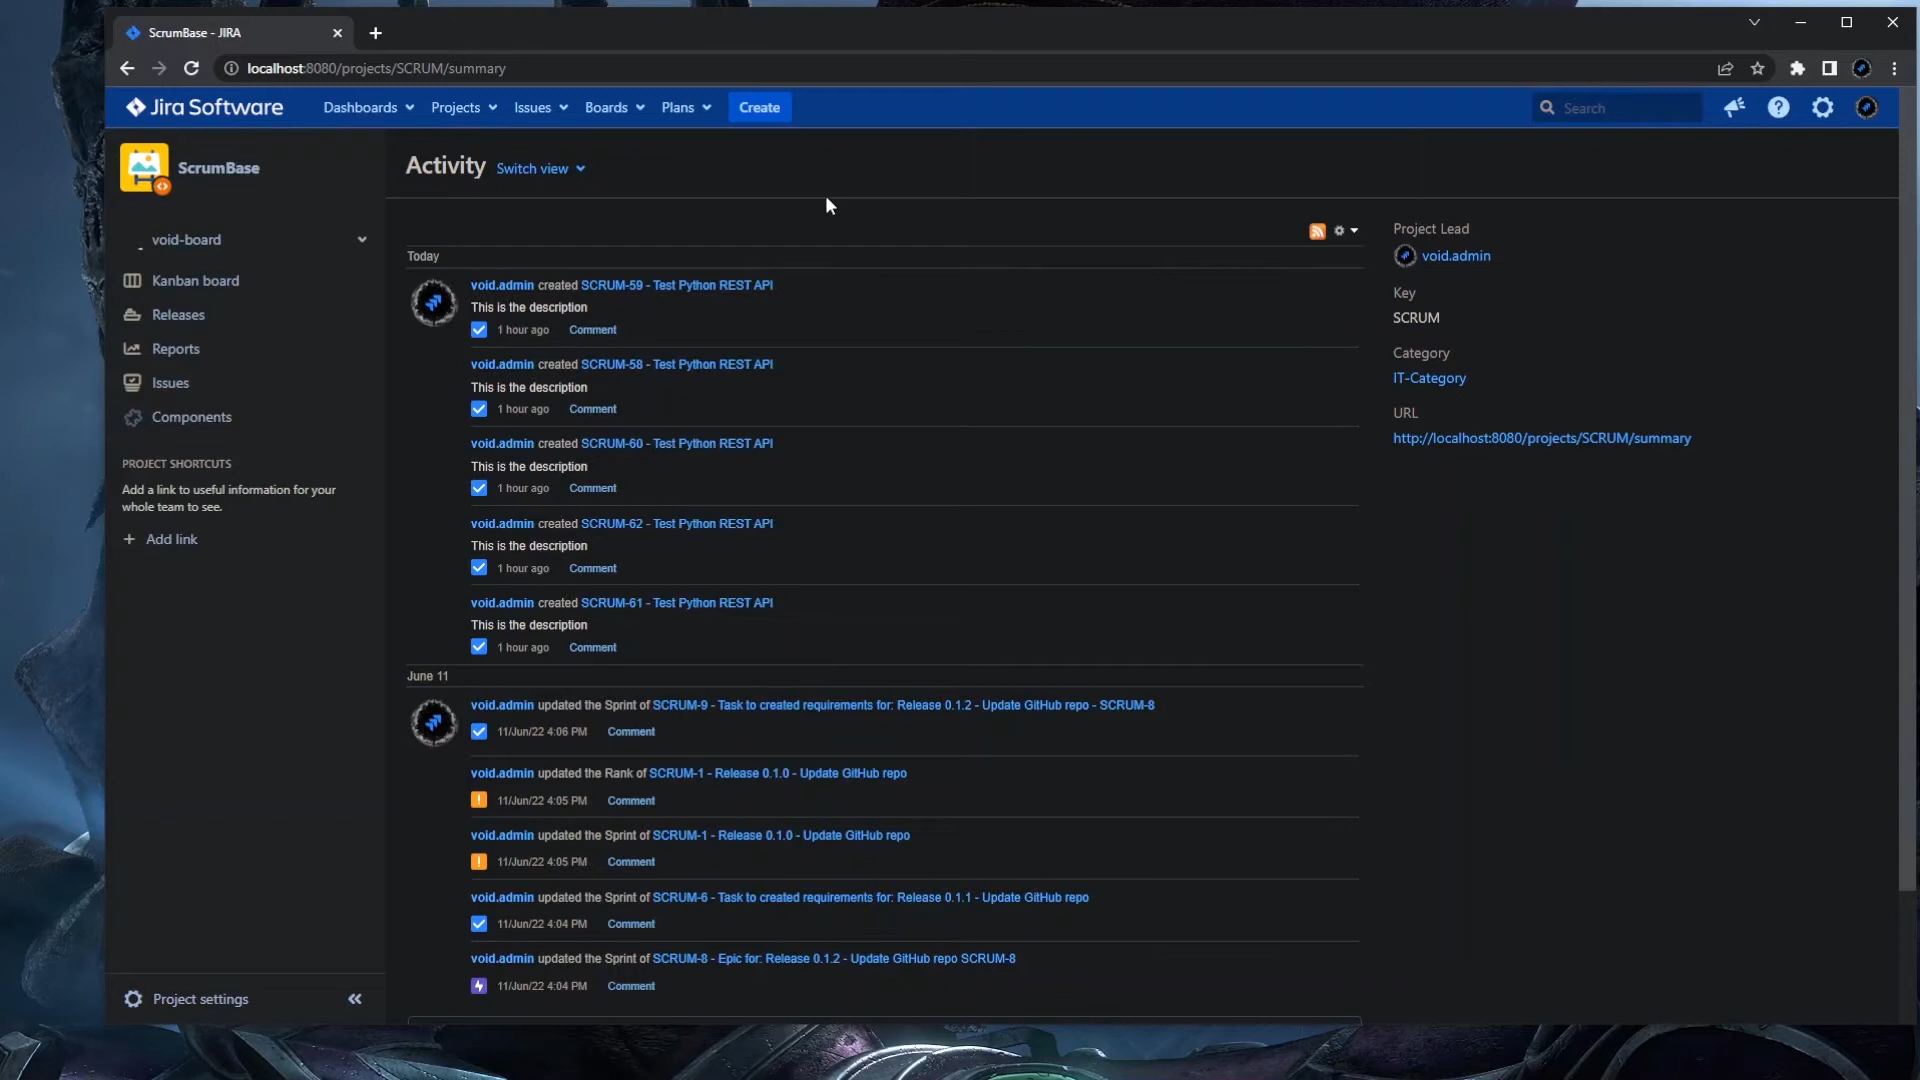 ScrumBase - JIRA
localhost:8080/projects/SCRUM/summary
Jira Software
Dashboards Projects Issues Boards Plans Create Search
ScrumBase
void-board
Kanban board
Releases
Reports
Issues
Components
PROJECT SHORTCUTS
Add a link to useful information for your
whole team to see.
+ Add link
Project settings
Activity Switch view
Today
void.admin created SCRUM-59 - Test Python REST API
This is the description
1 hour ago Comment
void.admin created SCRUM-58 - Test Python REST API
This is the description
1 hour ago Comment
void.admin created SCRUM-60 - Test Python REST API
This is the description
1 hour ago Comment
void.admin created SCRUM-62 - Test Python REST API
This is the description
1 hour ago Comment
void.admin created SCRUM-61 - Test Python REST API
This is the description
1 hour ago Comment
June 11
void.admin updated the Sprint of SCRUM-9 - Task to created requirements for: Release 0.1.2 - Update GitHub repo - SCRUM-8
11/Jun/22 4:06 PM Comment
void.admin updated the Rank of SCRUM-1 - Release 0.1.0 - Update GitHub repo
11/Jun/22 4:05 PM Comment
void.admin updated the Sprint of SCRUM-1 - Release 0.1.0 - Update GitHub repo
11/Jun/22 4:05 PM Comment
void.admin updated the Sprint of SCRUM-6 - Task to created requirements for: Release 0.1.1 - Update GitHub repo
11/Jun/22 4:04 PM Comment
void.admin updated the Sprint of SCRUM-8 - Epic for: Release 0.1.2 - Update GitHub repo SCRUM-8
11/Jun/22 4:04 PM Comment
Project Lead
void.admin
Key
SCRUM
Category
IT-Category
URL
http://localhost:8080/projects/SCRUM/summary